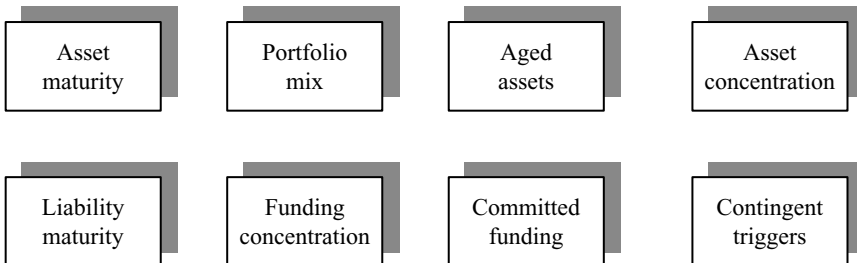 Asset
maturity
Portfolio
mix
Aged
assets
Asset
concentration
Liability
maturity
Funding
concentration
Committed
funding
Contingent
triggers